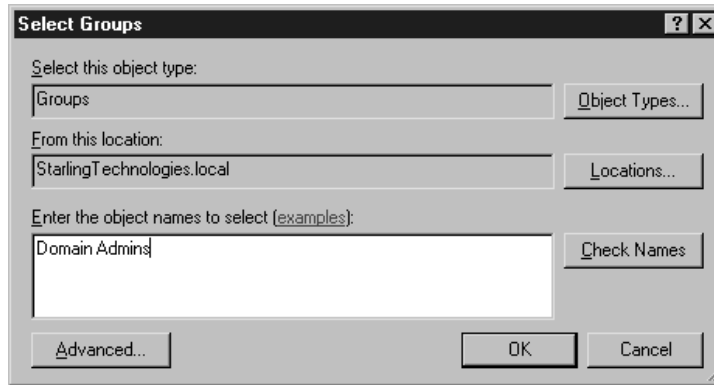 Select Groups
Select this object type:
Groups
Object Types...
From this location:
StarlingTechnologies.local
Locations...
Enter the object names to select (examples):
Domain Admins
Check Names
Advanced...
OK
Cancel